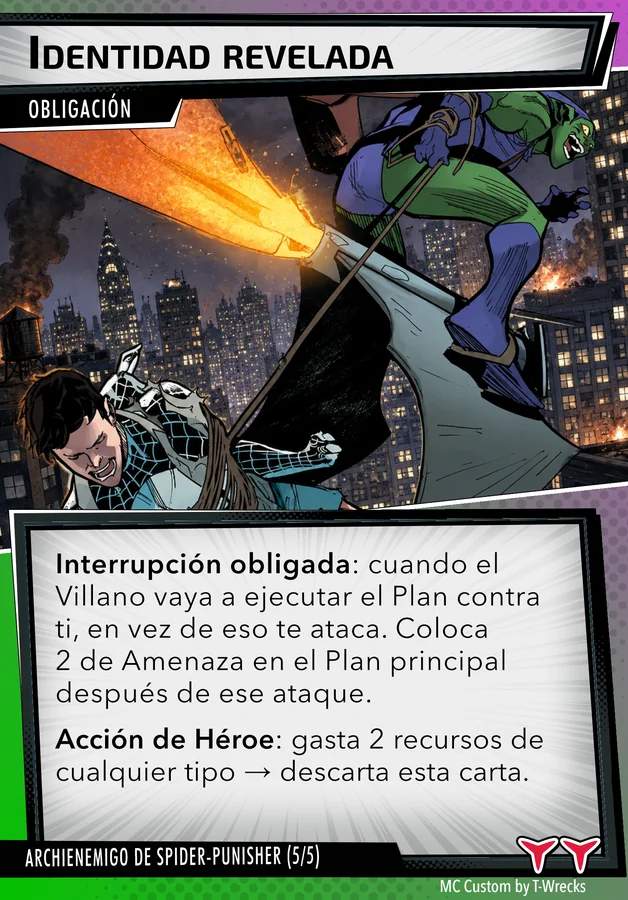 IDENTIDAD REVELADA
OBLIGACIÓN
Interrupción obligada: cuando el
Villano vaya a ejecutar el Plan contra
ti, en vez de eso te ataca. Coloca
2 de Amenaza en el Plan principal
después de ese ataque.
Acción de Héroe: gasta 2 recursos de
cualquier tipo → descarta esta carta.
ARCHIENEMIGO DE SPIDER-PUNISHER (5/5)
MC Custom by T-Wrecks